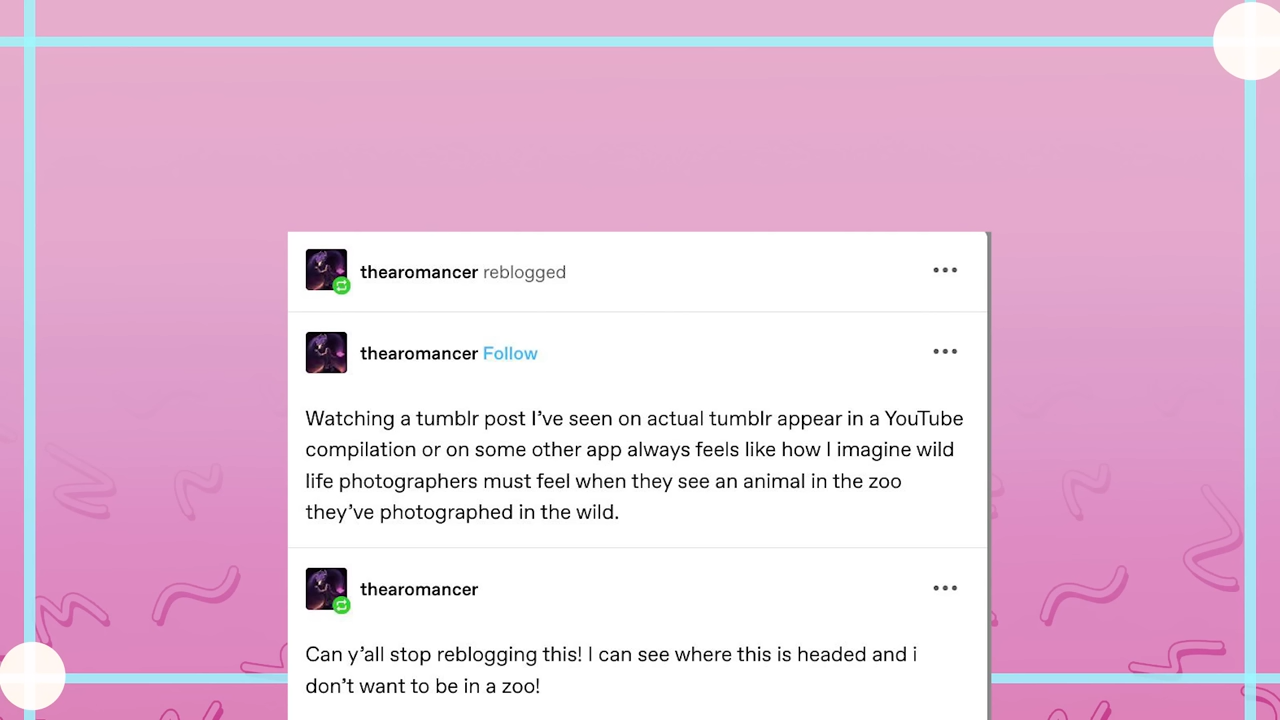 thearomancer reblogged
thearomancer Follow
Watching a tumblr post I’ve seen on actual tumblr appear in a YouTube
compilation or on some other app always feels like how I imagine wild
life photographers must feel when they see an animal in the zoo
they’ve photographed in the wild.
thearomancer
Can y’all stop reblogging this! I can see where this is headed and i
don’t want to be in a zoo!